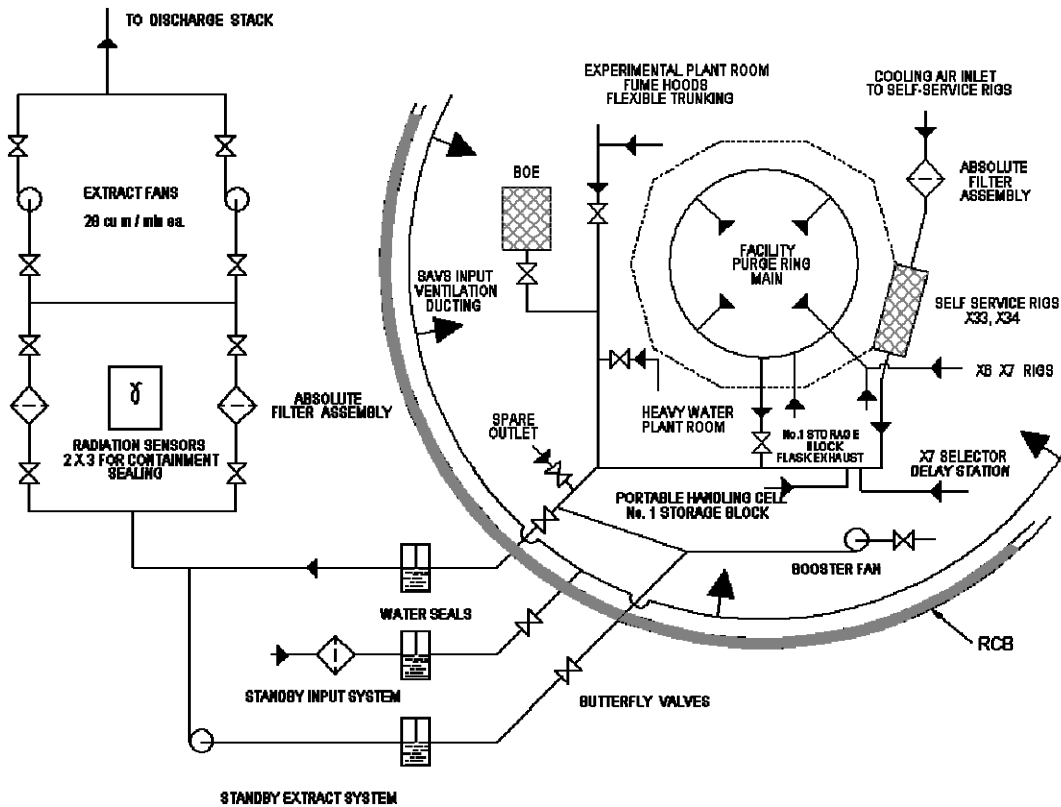 TO DISCHARGE STACK
EXPERIMENTAL PLANT ROOM
FUME HOODS
FLEXIBLE TRUNKING
COOLING AIR INLET
TO SELF-SERVICE RIGS
EXTRACT FANS
28 cu m / min ea.
BOE
ABSOLUTE
FILTER
ASSEMBLY
FACILITY
PURGE RING
MAIN
SAVS INPUT
VENTILATION
DUCTING
SELF SERVICE RIGS
X33, X34
X6 X7 RIGS
γ
ABSOLUTE
FILTER ASSEMBLY
HEAVY WATER
PLANT ROOM
SPARE
OUTLET
No.1 STORAGE
BLOCK
FLASK EXHAUST
RADIATION SENSORS
2 X 3 FOR CONTAINMENT
SEALING
X7 SELECTOR
DELAY STATION
PORTABLE HANDLING CELL
No. 1 STORAGE BLOCK
BOOSTER FAN
WATER SEALS
RCB
STANDBY INPUT SYSTEM
BUTTERFLY VALVES
STANDBY EXTRACT SYSTEM